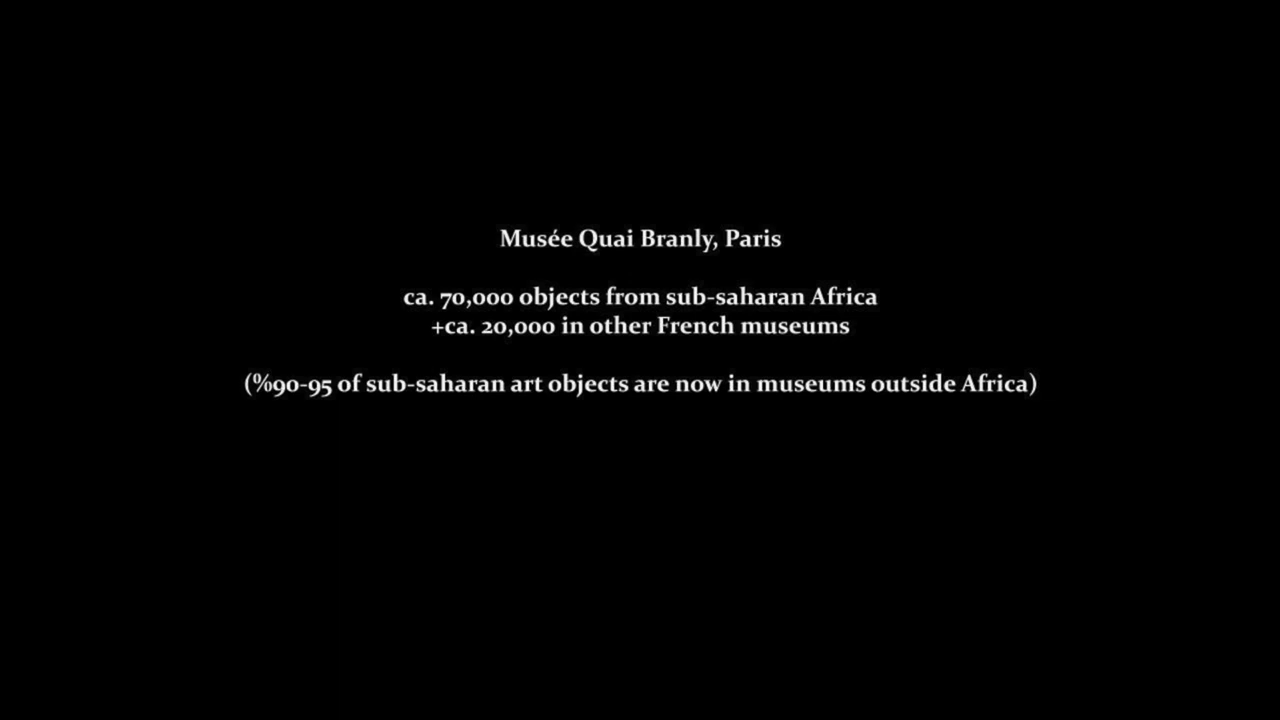 Musée Quai Branly, Paris
ca. 70,000 objects from sub-saharan Africa
+ca. 20,000 in other French museums
(%90-95 of sub-saharan art objects are now in museums outside Africa)